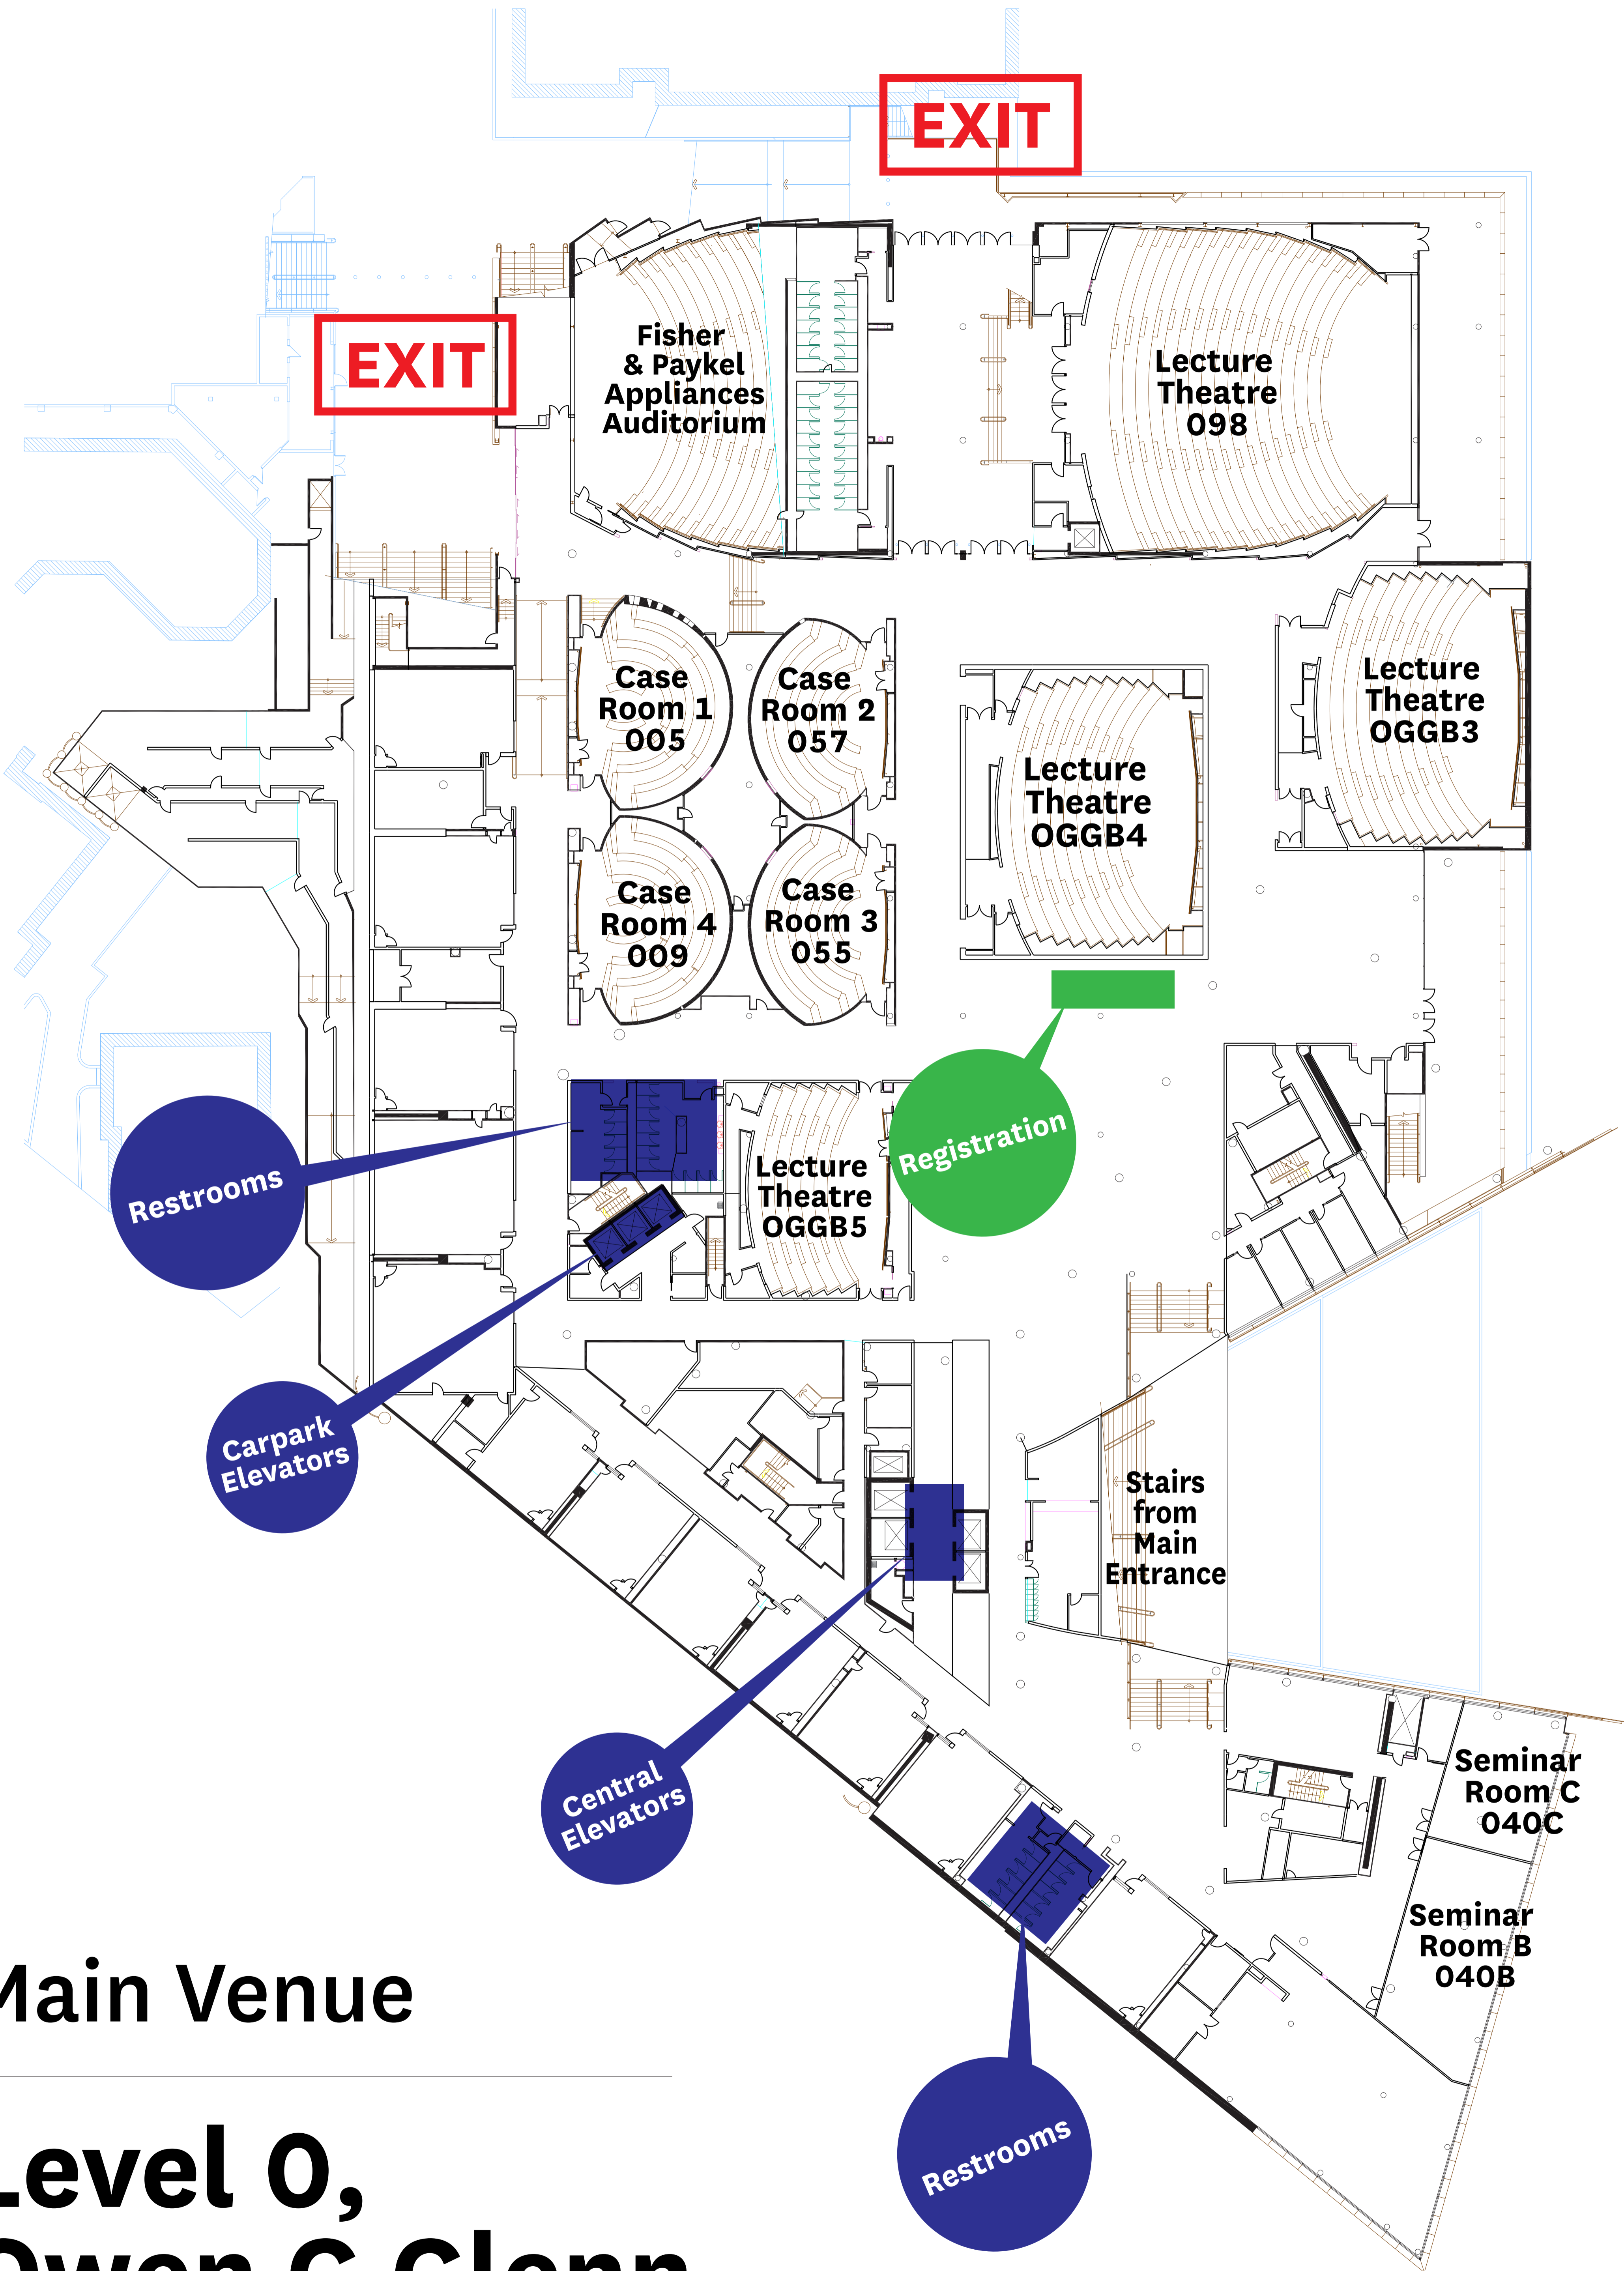 EXIT
EXIT
Fisher
& Paykel
Appliances
Auditorium
Lecture
Theatre
098
Case
Room 1
005
Case
Room 2
057
Lecture
Theatre
OGGB3
Lecture
Theatre
OGGB4
Case
Room 4
009
Case
Room 3
055
Registration
Restrooms
Lecture
Theatre
OGGB5
Carpark
Elevators
Stairs
from
Main
Entrance
Central
Elevators
Seminar
Room C
040C
Seminar
Room B
040B
Main Venue
Restrooms
Level 0,
Owen G Glenn